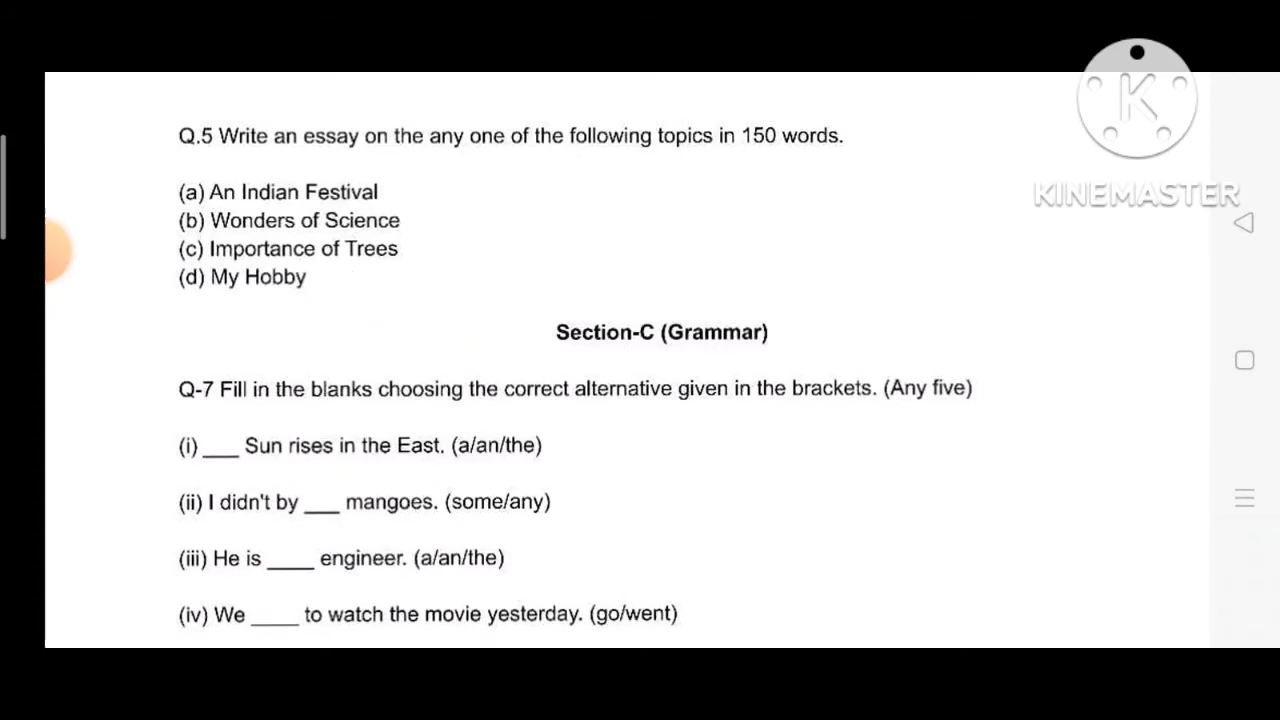 KINEMASTER
Q.5 Write an essay on the any one of the following topics in 150 words.
(a) An Indian Festival
(b) Wonders of Science
(c) Importance of Trees
(d) My Hobby
Section-C (Grammar)
Q-7 Fill in the blanks choosing the correct alternative given in the brackets. (Any five)
(i) ___ Sun rises in the East. (a/an/the)
(ii) I didn't by ___ mangoes. (some/any)
(iii) He is ____ engineer. (a/an/the)
(iv) We ____ to watch the movie yesterday. (go/went)